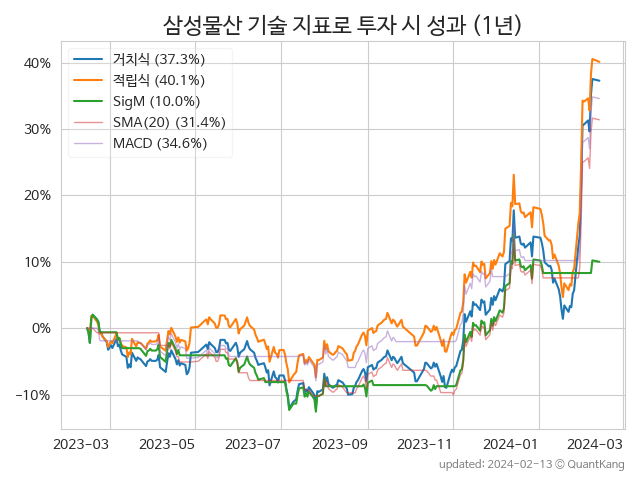 삼성물산 기술 지표로 투자 시 성과 (1년)
거치식 (37.3%)
적립식 (40.1%)
SigM (10.0%)
SMA(20) (31.4%)
MACD (34.6%)
40%
30%
20%
10%
0%
−10%
2023-03 2023-05 2023-07 2023-09 2023-11 2024-01 2024-03
updated: 2024-02-13 ⓒ QuantKang